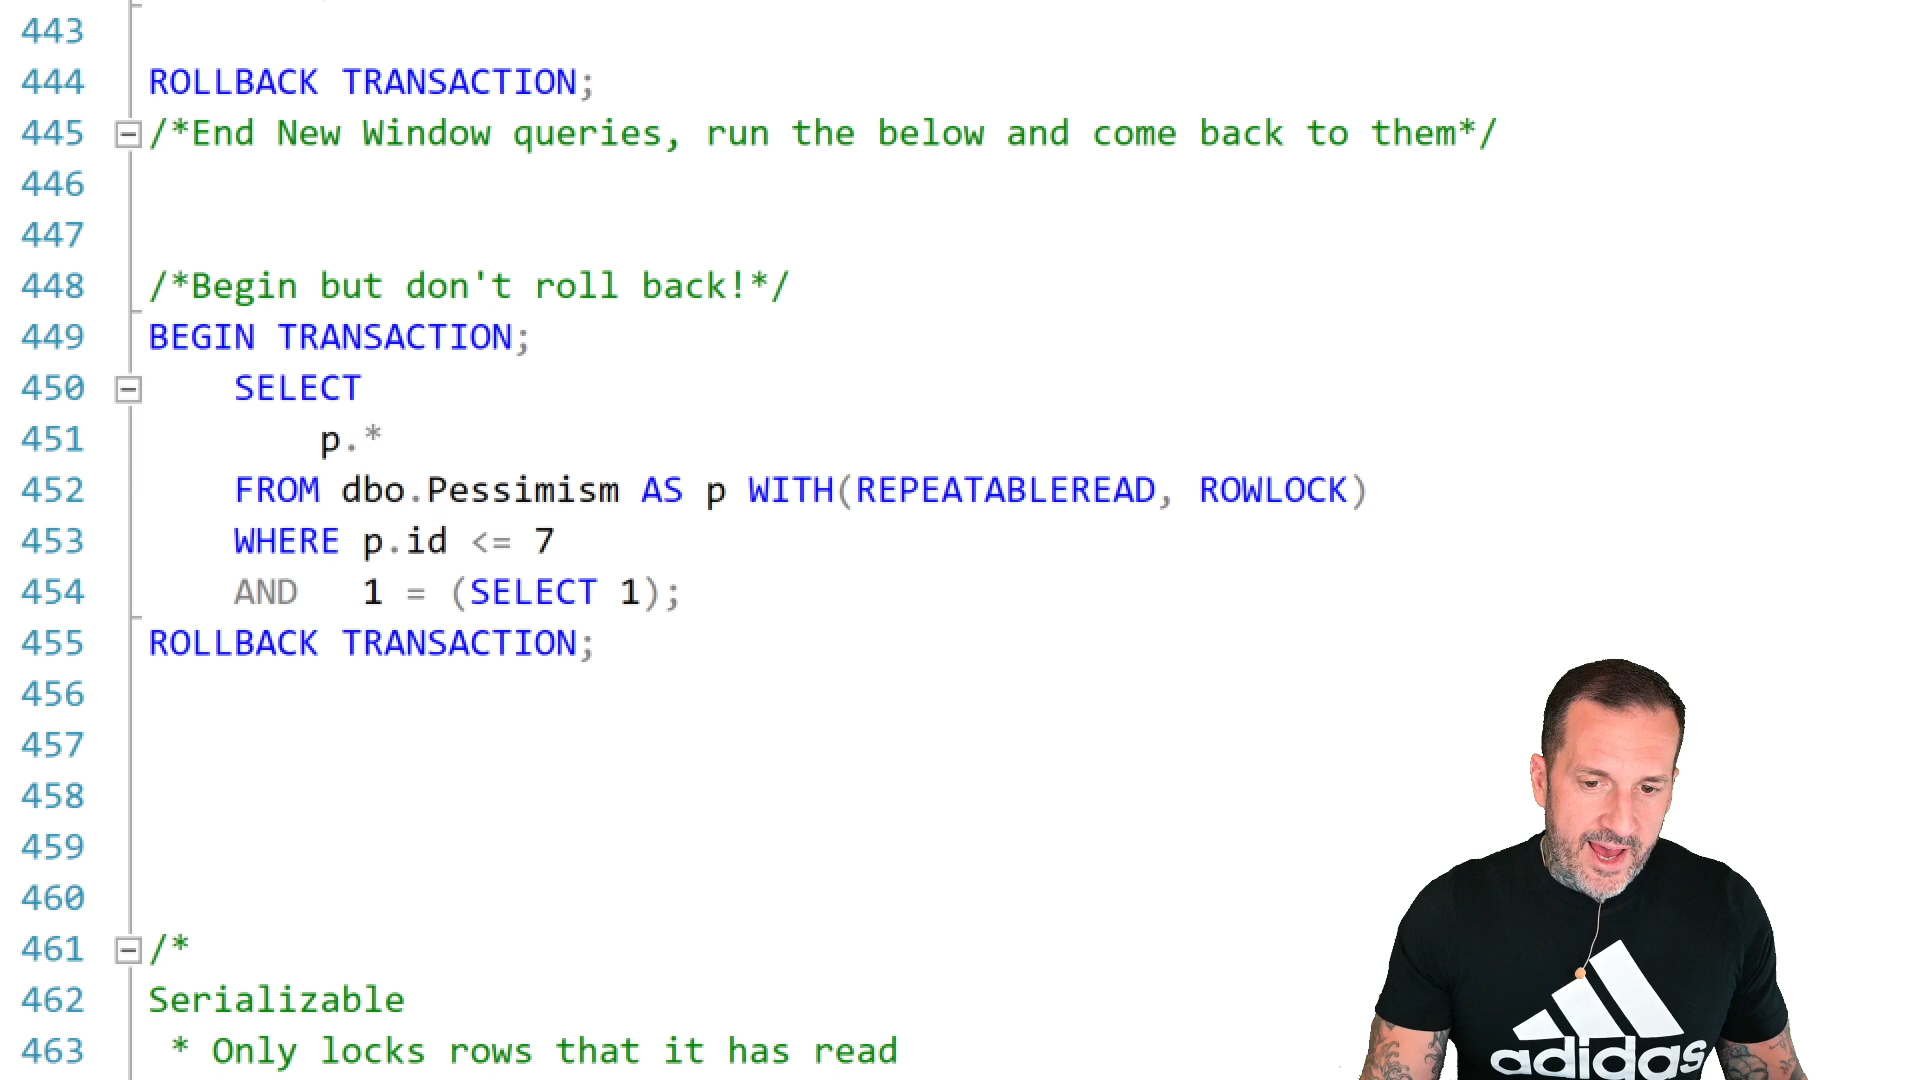 443
444 ROLLBACK TRANSACTION;
445 /*End New Window queries, run the below and come back to them*/
446
447
448 /*Begin but don't roll back!*/
449 BEGIN TRANSACTION;
450 SELECT
451 p.*
452 FROM dbo.Pessimism AS p WITH(REPEATABLEREAD, ROWLOCK)
453 WHERE p.id <= 7
454 AND 1 = (SELECT 1);
455 ROLLBACK TRANSACTION;
456
457
458
459
460
461 /*
462 Serializable
463 * Only locks rows that it has read
adidas